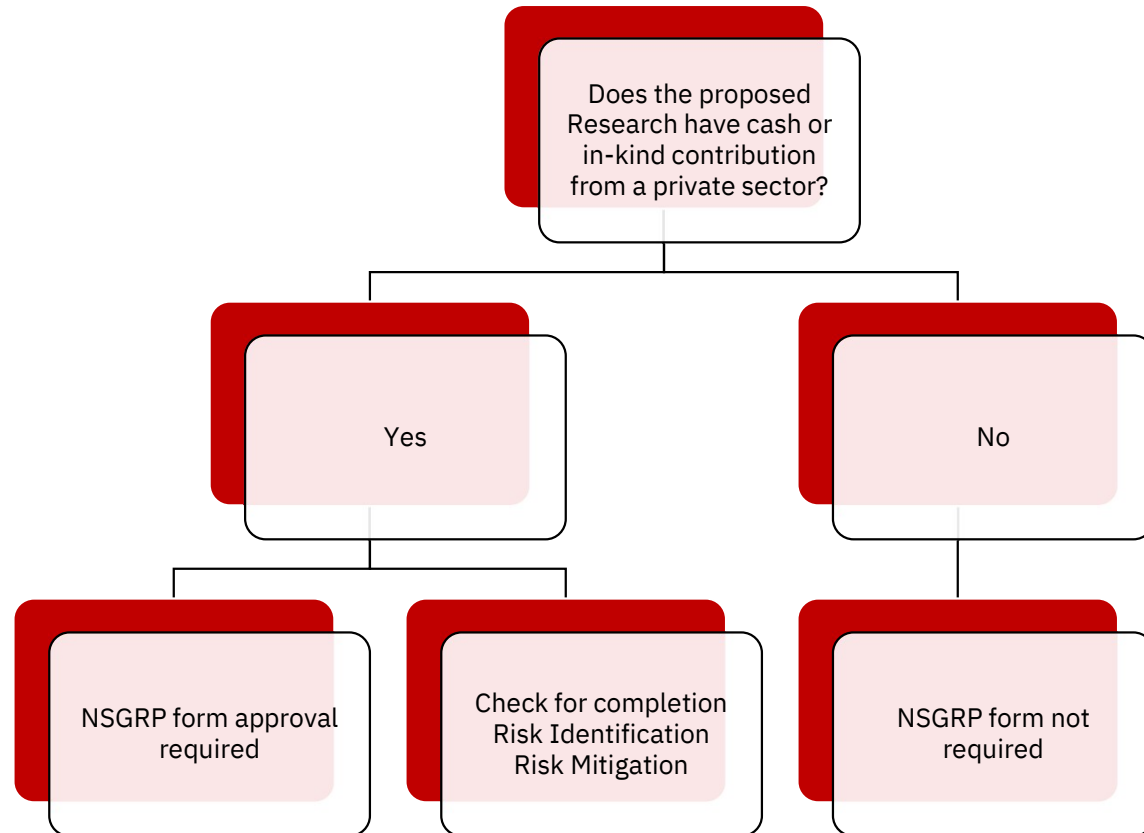 Does the proposed
Research have cash or
in-kind contribution
from a private sector?
Yes
No
NSGRP form approval
required
Check for completion
Risk Identification
Risk Mitigation
NSGRP form not
required